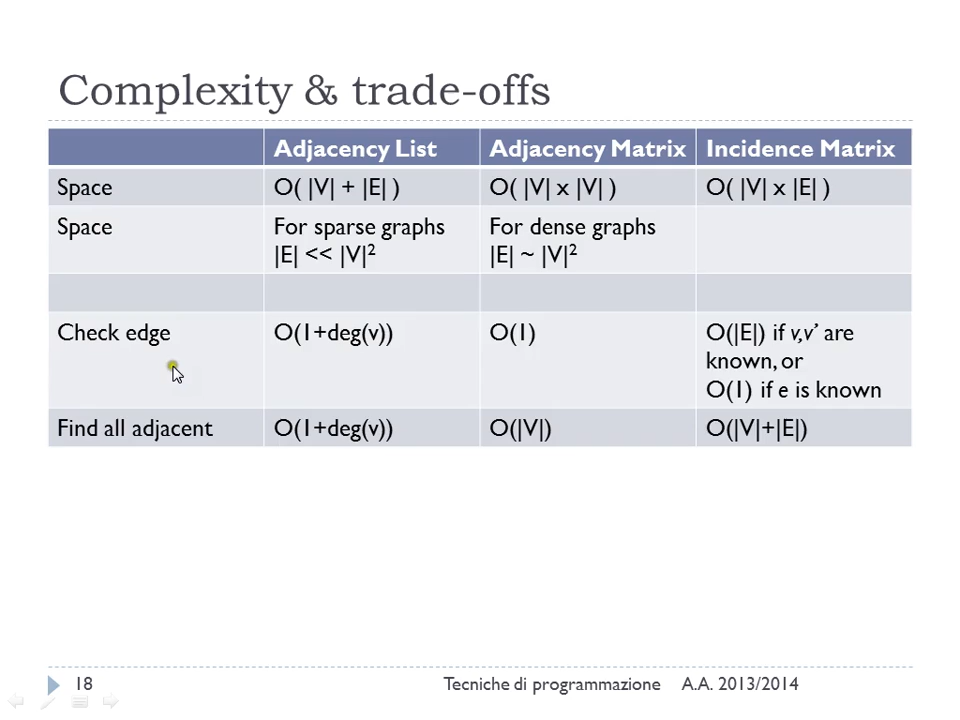 Complexity & trade-offs
Adjacency List Adjacency Matrix Incidence Matrix
Space O( |V| + |E| ) O( |V| x |V| ) O( |V| x |E| )
Space For sparse graphs For dense graphs
|E| << |V|² |E| ~ |V|²
Check edge O(1+deg(v)) O(1) O(|E|) if v,v’ are
known, or
O(1) if e is known
Find all adjacent O(1+deg(v)) O(|V|) O(|V|+|E|)
18 Tecniche di programmazione A.A. 2013/2014